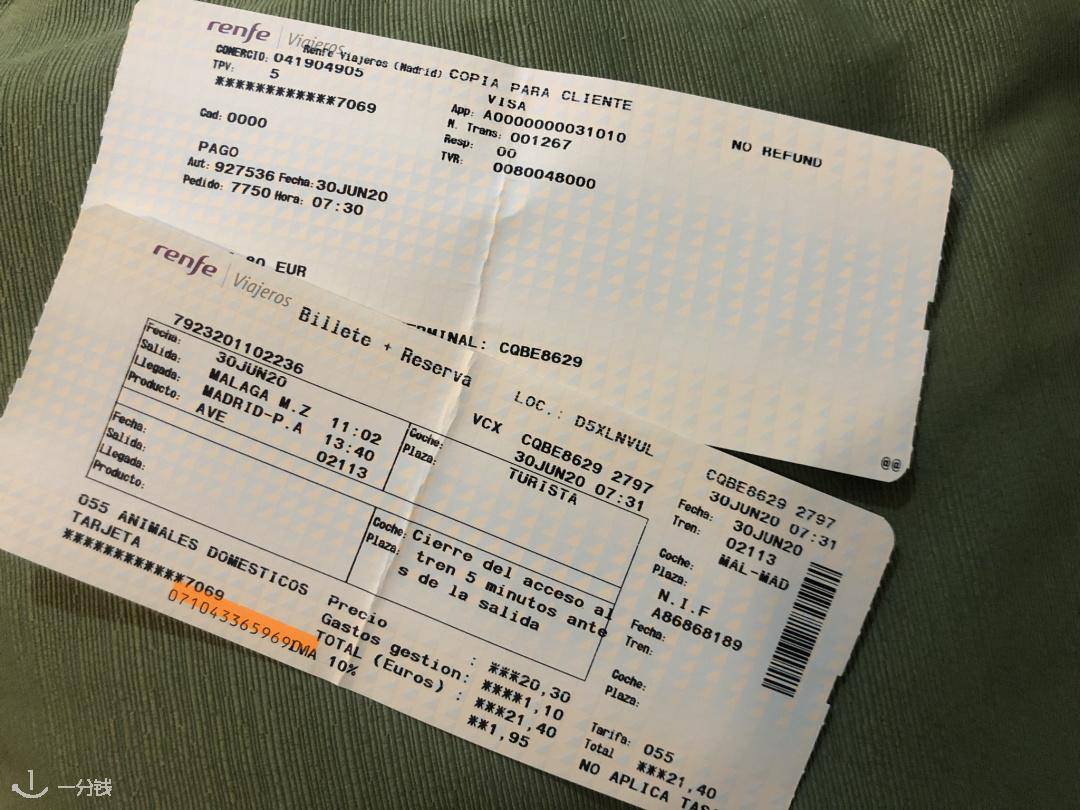 renfe Viajeros
Renfe Viajeros (Madrid)
COMERCIO: 041904905
TPV: 5
************7069
Cad: 0000
PAGO
Aut: 927536 Fecha: 30JUN20
Pedido: 7750 Hora: 07:30
EUR
COPIA PARA CLIENTE
VISA
App: A0000000031010
N. Trans: 001267
Resp: 00
TVR: 0080048000
NO REFUND
TERMINAL: CQBE8629
@@
renfe Viajeros
Billete + Reserva
LOC.: D5XLNVUL
7923201102236
VCX CQBE8629 2797
30JUN20 07:31
Fecha: 30JUN20
Salida: MALAGA M.Z 11:02
Llegada: MADRID-P.A 13:40
Producto: AVE 02113
Coche:
Plaza:
TURISTA
Fecha:
Salida:
Llegada:
Producto:
Coche:
Plaza:
Cierre del acceso al
tren 5 minutos ante
s de la salida
055 ANIMALES DOMESTICOS
TARJETA
************7069
Precio : ***20,30
Gastos gestion: ****1,10
TOTAL (Euros) : ***21,40
IVA 10% **1,95
CQBE8629 2797
30JUN20 07:31
Fecha: 30JUN20
Tren: 02113
MAL-MAD
Coche:
Plaza:
N.I.F
A86868189
Fecha:
Tren:
Coche:
Plaza:
Tarifa: 055
Total ***21,40
NO APLICA
一分钱